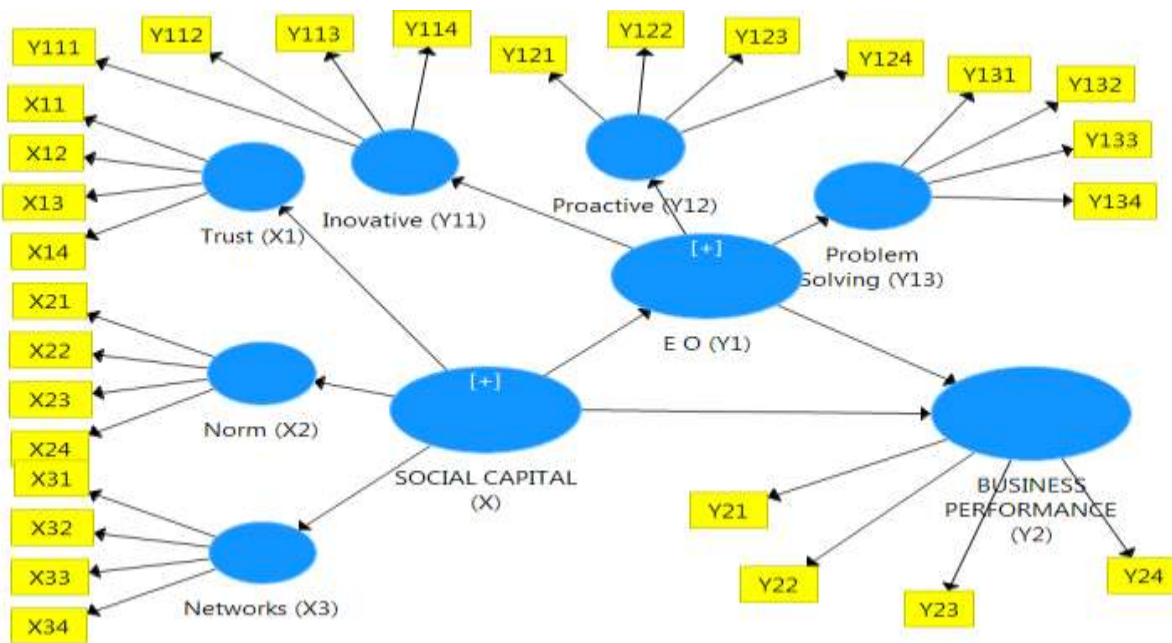 Y111
Y112
Y113
Y114
Y121
Y122
Y123
Y124
Y131
Y132
Y133
Y134
X11
X12
X13
X14
Trust (X1)
Inovative (Y11)
Proactive (Y12)
Problem
Solving (Y13)
[+]
E O (Y1)
X21
X22
X23
X24
Norm (X2)
[+]
SOCIAL CAPITAL
(X)
X31
X32
X33
X34
Networks (X3)
BUSINESS
PERFORMANCE
(Y2)
Y21
Y22
Y23
Y24